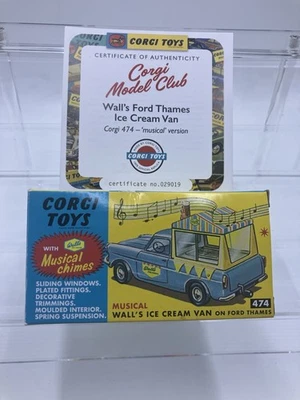 CORGI TOYS
CERTIFICATE OF AUTHENTICITY
Corgi
Model Club
Wall's Ford Thames
Ice Cream Van
Corgi 474 – 'musical' version
CORGI TOYS
certificate no.029019
CORGI
TOYS
WITH
Wall's
Musical
chimes
SLIDING WINDOWS.
PLATED FITTINGS.
DECORATIVE
TRIMMINGS.
MOULDED INTERIOR.
SPRING SUSPENSION.
MUSICAL
WALL'S ICE CREAM VAN ON FORD THAMES
474